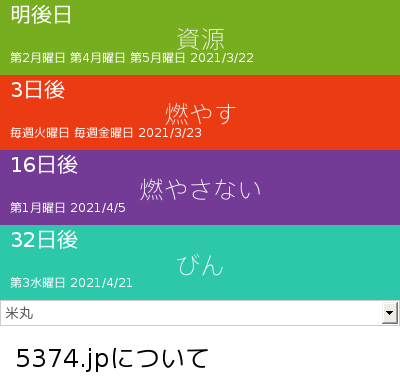 明後日
資源
第2月曜日 第4月曜日 第5月曜日 2021/3/22
3日後
燃やす
毎週火曜日 毎週金曜日 2021/3/23
16日後
燃やさない
第1月曜日 2021/4/5
32日後
びん
第3水曜日 2021/4/21
米丸
5374.jpについて